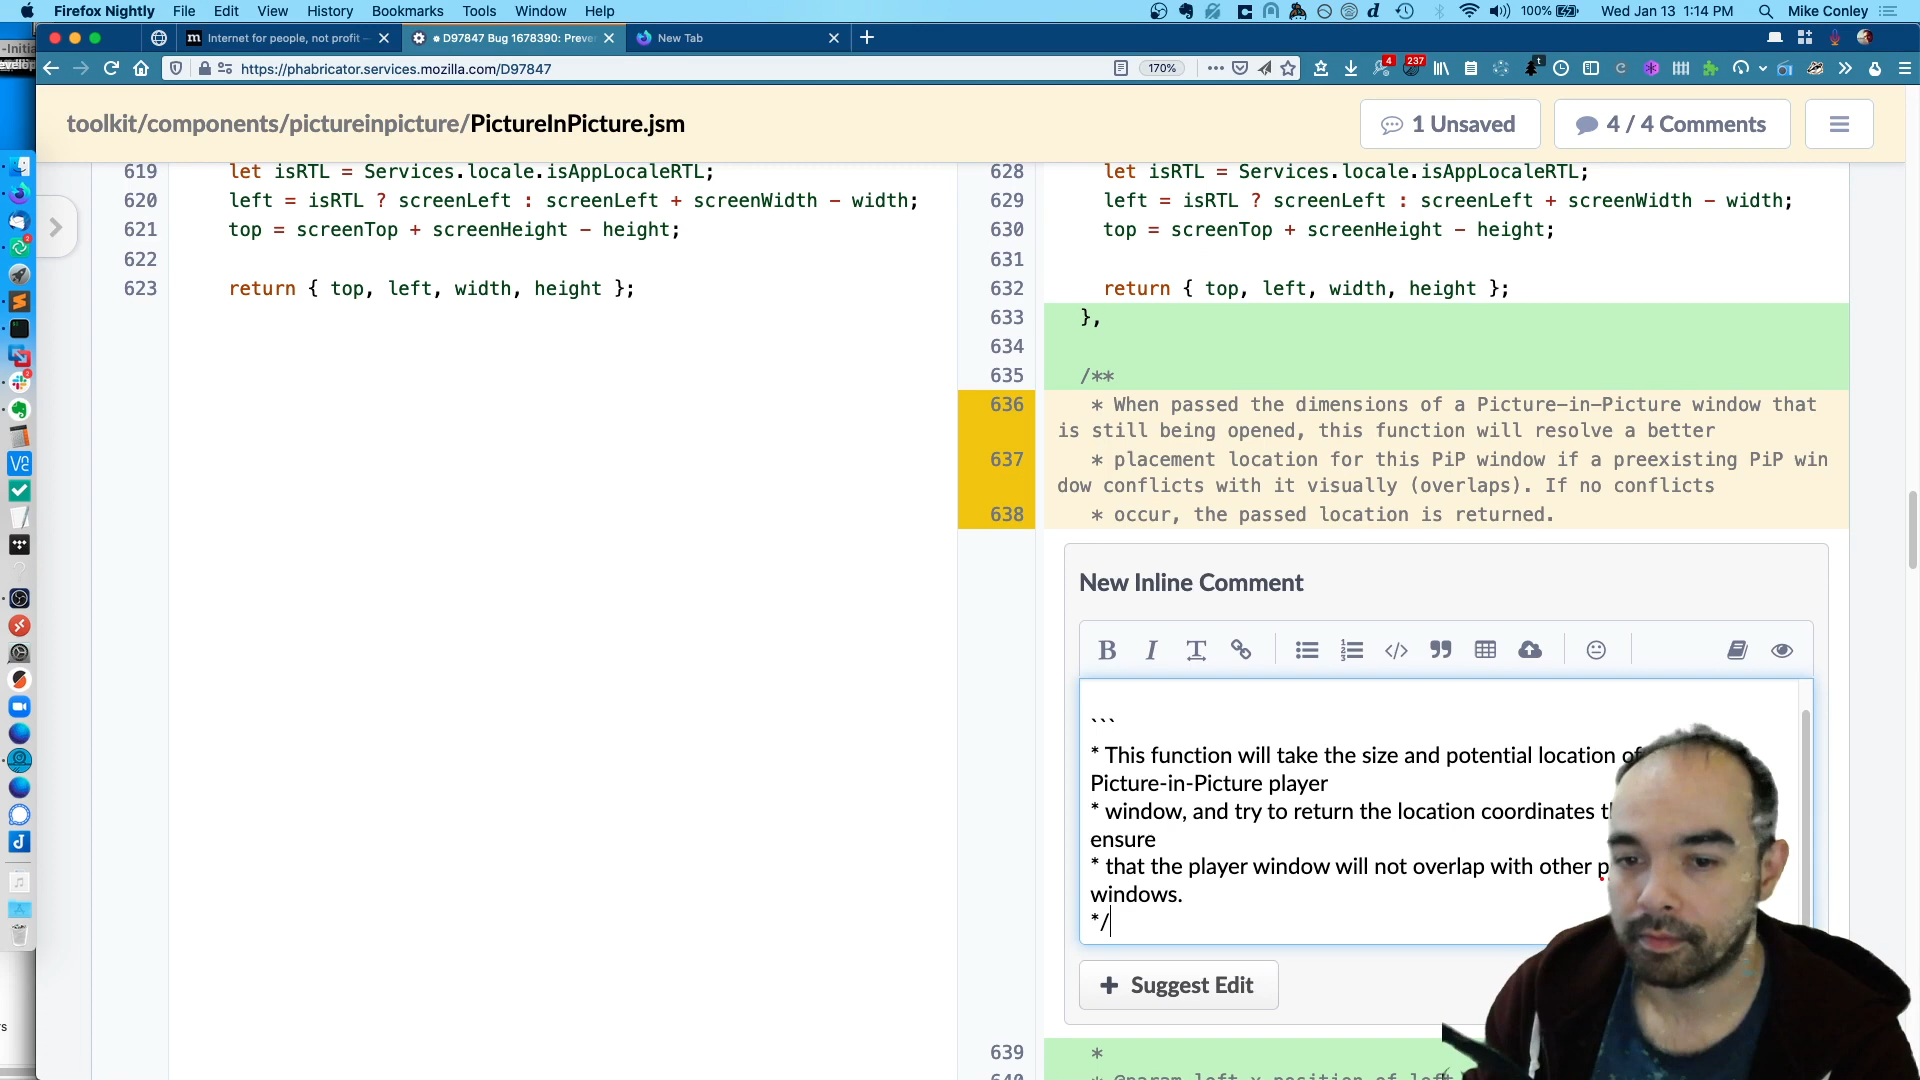 Firefox Nightly File Edit View History Bookmarks Tools Window Help
100% Wed Jan 13 1:14 PM Mike Conley
Internet for people, not profit –
D97847 Bug 1678390: Preve
New Tab
https://phabricator.services.mozilla.com/D97847
170%
4
237
toolkit/components/pictureinpicture/PictureInPicture.jsm
1 Unsaved
4 / 4 Comments
619 let isRTL = Services.locale.isAppLocaleRTL;
620 left = isRTL ? screenLeft : screenLeft + screenWidth - width;
621 top = screenTop + screenHeight - height;
622
623 return { top, left, width, height };
628 let isRTL = Services.locale.isAppLocaleRTL;
629 left = isRTL ? screenLeft : screenLeft + screenWidth - width;
630 top = screenTop + screenHeight - height;
631
632 return { top, left, width, height };
633 },
634
635 /**
636 * When passed the dimensions of a Picture-in-Picture window that
is still being opened, this function will resolve a better
637 * placement location for this PiP window if a preexisting PiP win
dow conflicts with it visually (overlaps). If no conflicts
638 * occur, the passed location is returned.
New Inline Comment
```
* This function will take the size and potential location of
Picture-in-Picture player
* window, and try to return the location coordinates
ensure
* that the player window will not overlap with other
windows.
*/
Suggest Edit
639 *
640 * @param left x position of left